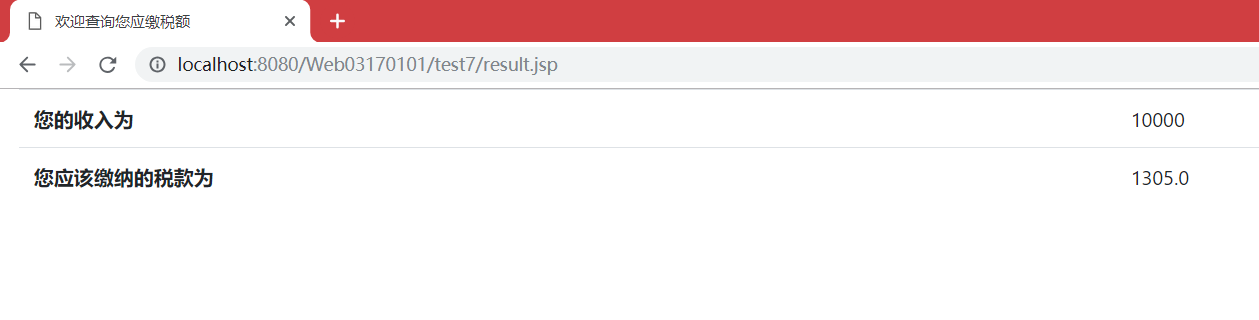 欢迎查询您应缴税额
localhost:8080/Web03170101/test7/result.jsp
您的收入为 10000
您应该缴纳的税款为 1305.0